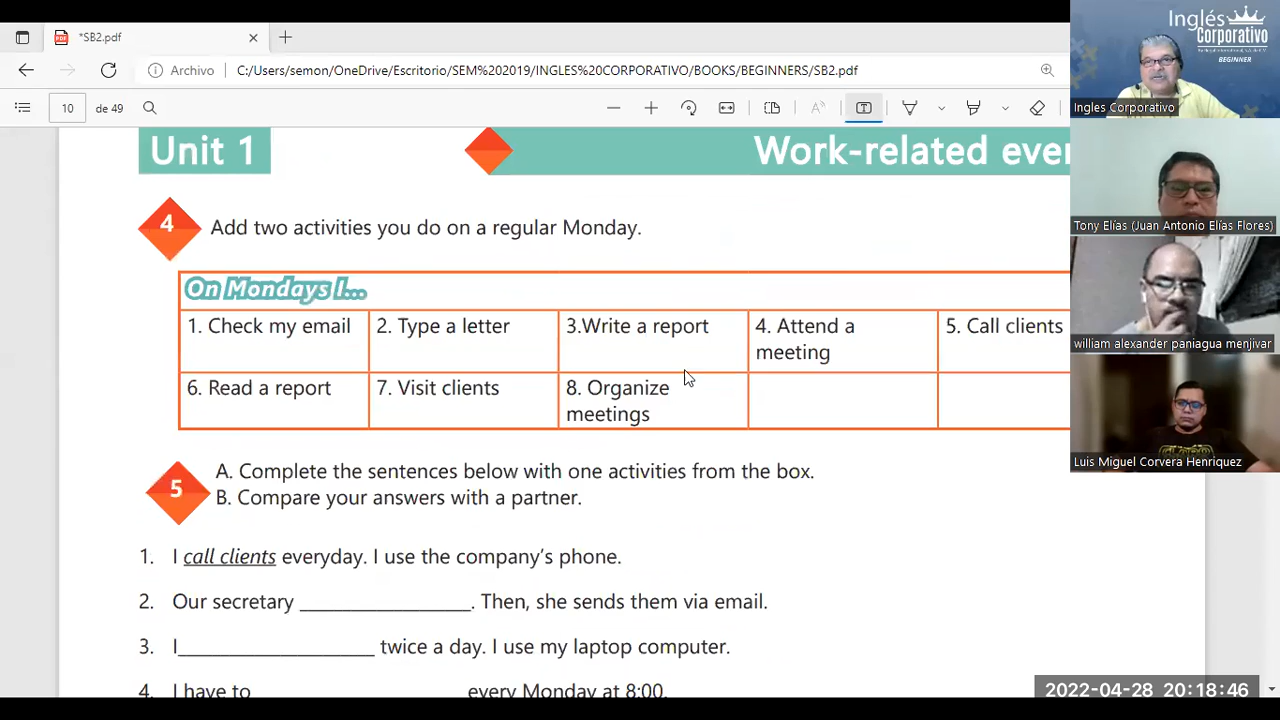 *SB2.pdf
Archivo
C:/Users/semon/OneDrive/Escritorio/SEM%202019/INGLES%20CORPORATIVO/BOOKS/BEGINNERS/SB2.pdf
10 de 49
Unit 1
Work-related ever
4 Add two activities you do on a regular Monday.
On Mondays I...
1. Check my email
2. Type a letter
3.Write a report
4. Attend a
meeting
5. Call clients
6. Read a report
7. Visit clients
8. Organize
meetings
5
A. Complete the sentences below with one activities from the box.
B. Compare your answers with a partner.
1. I call clients everyday. I use the company's phone.
2. Our secretary ________________. Then, she sends them via email.
3. I__________________ twice a day. I use my laptop computer.
4. I have to ____________________ every Monday at 8:00.
Inglés
Corporativo
BEGINNER
Ingles Corporativo
Tony Elías (Juan Antonio Elías Flores)
william alexander paniagua menjivar
Luis Miguel Corvera Henriquez
2022-04-28 20:18:46